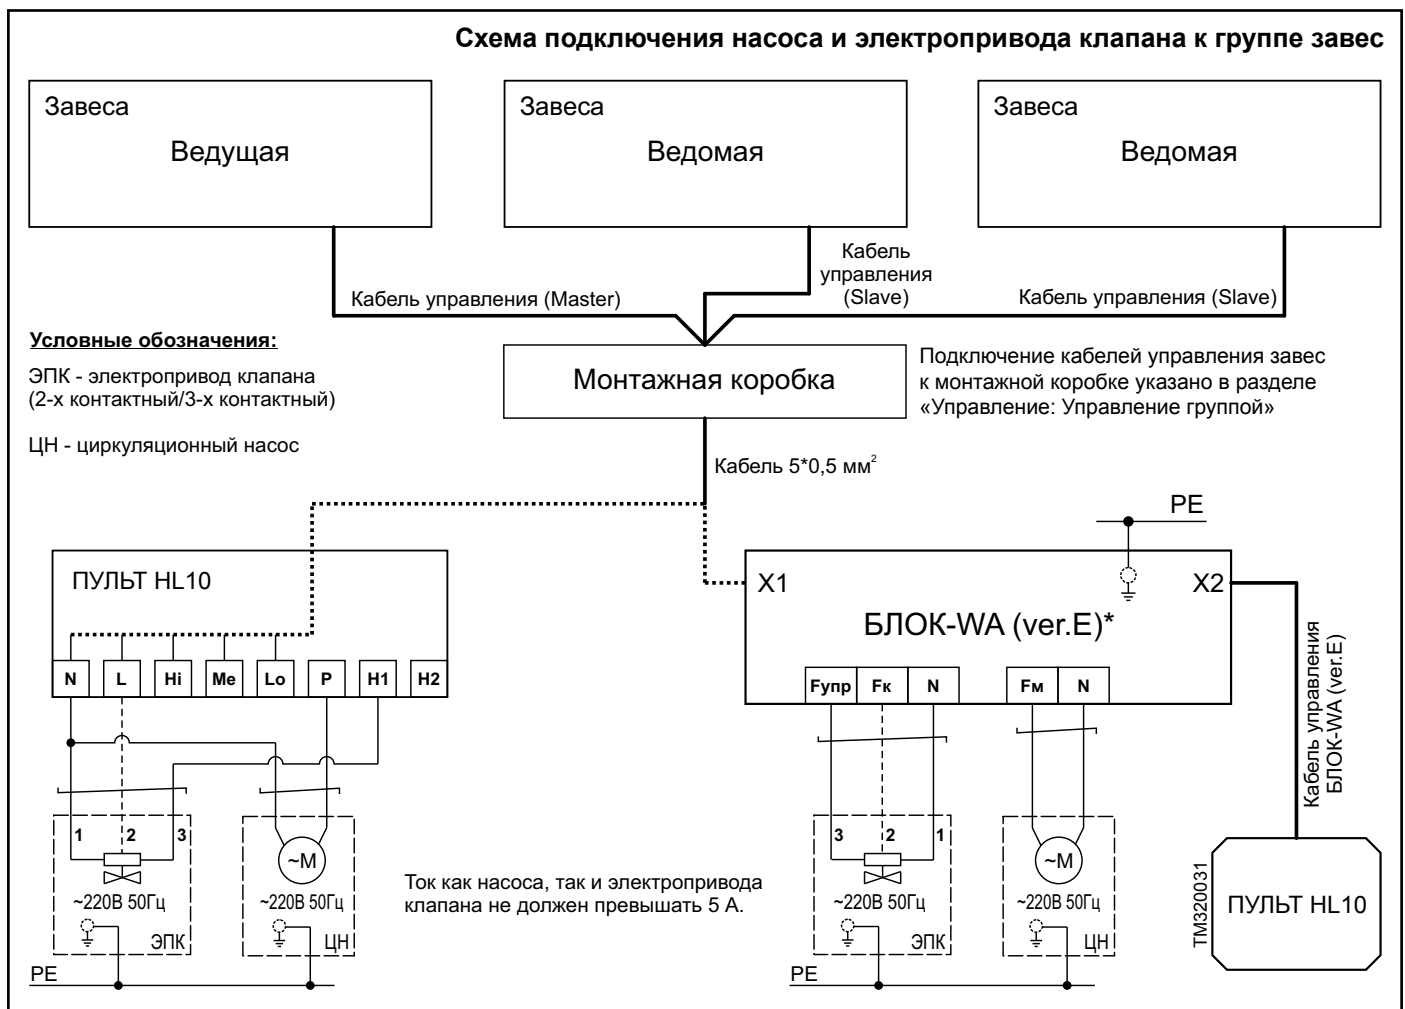 Схема подключения насоса и электропривода клапана к группе завес
Завеса
Ведущая
Завеса
Ведомая
Завеса
Ведомая
Кабель управления (Master)
Кабель
управления
(Slave)
Кабель управления (Slave)
Условные обозначения:
ЭПК - электропривод клапана
(2-х контактный/3-х контактный)
ЦН - циркуляционный насос
Монтажная коробка
Подключение кабелей управления завес
к монтажной коробке указано в разделе
«Управление: Управление группой»
Кабель 5*0,5 мм²
PE
ПУЛЬТ HL10
N L Hi Me Lo P H1 H2
X1
X2
БЛОК-WA (ver.E)*
Fупр Fк N Fм N
Кабель управления
БЛОК-WA (ver.E)
1 2 3
~220В 50Гц
ЭПК
~М
~220В 50Гц
ЦН
PE
Ток как насоса, так и электропривода
клапана не должен превышать 5 А.
3 2 1
~220В 50Гц
ЭПК
~М
~220В 50Гц
ЦН
PE
TM320031
ПУЛЬТ HL10